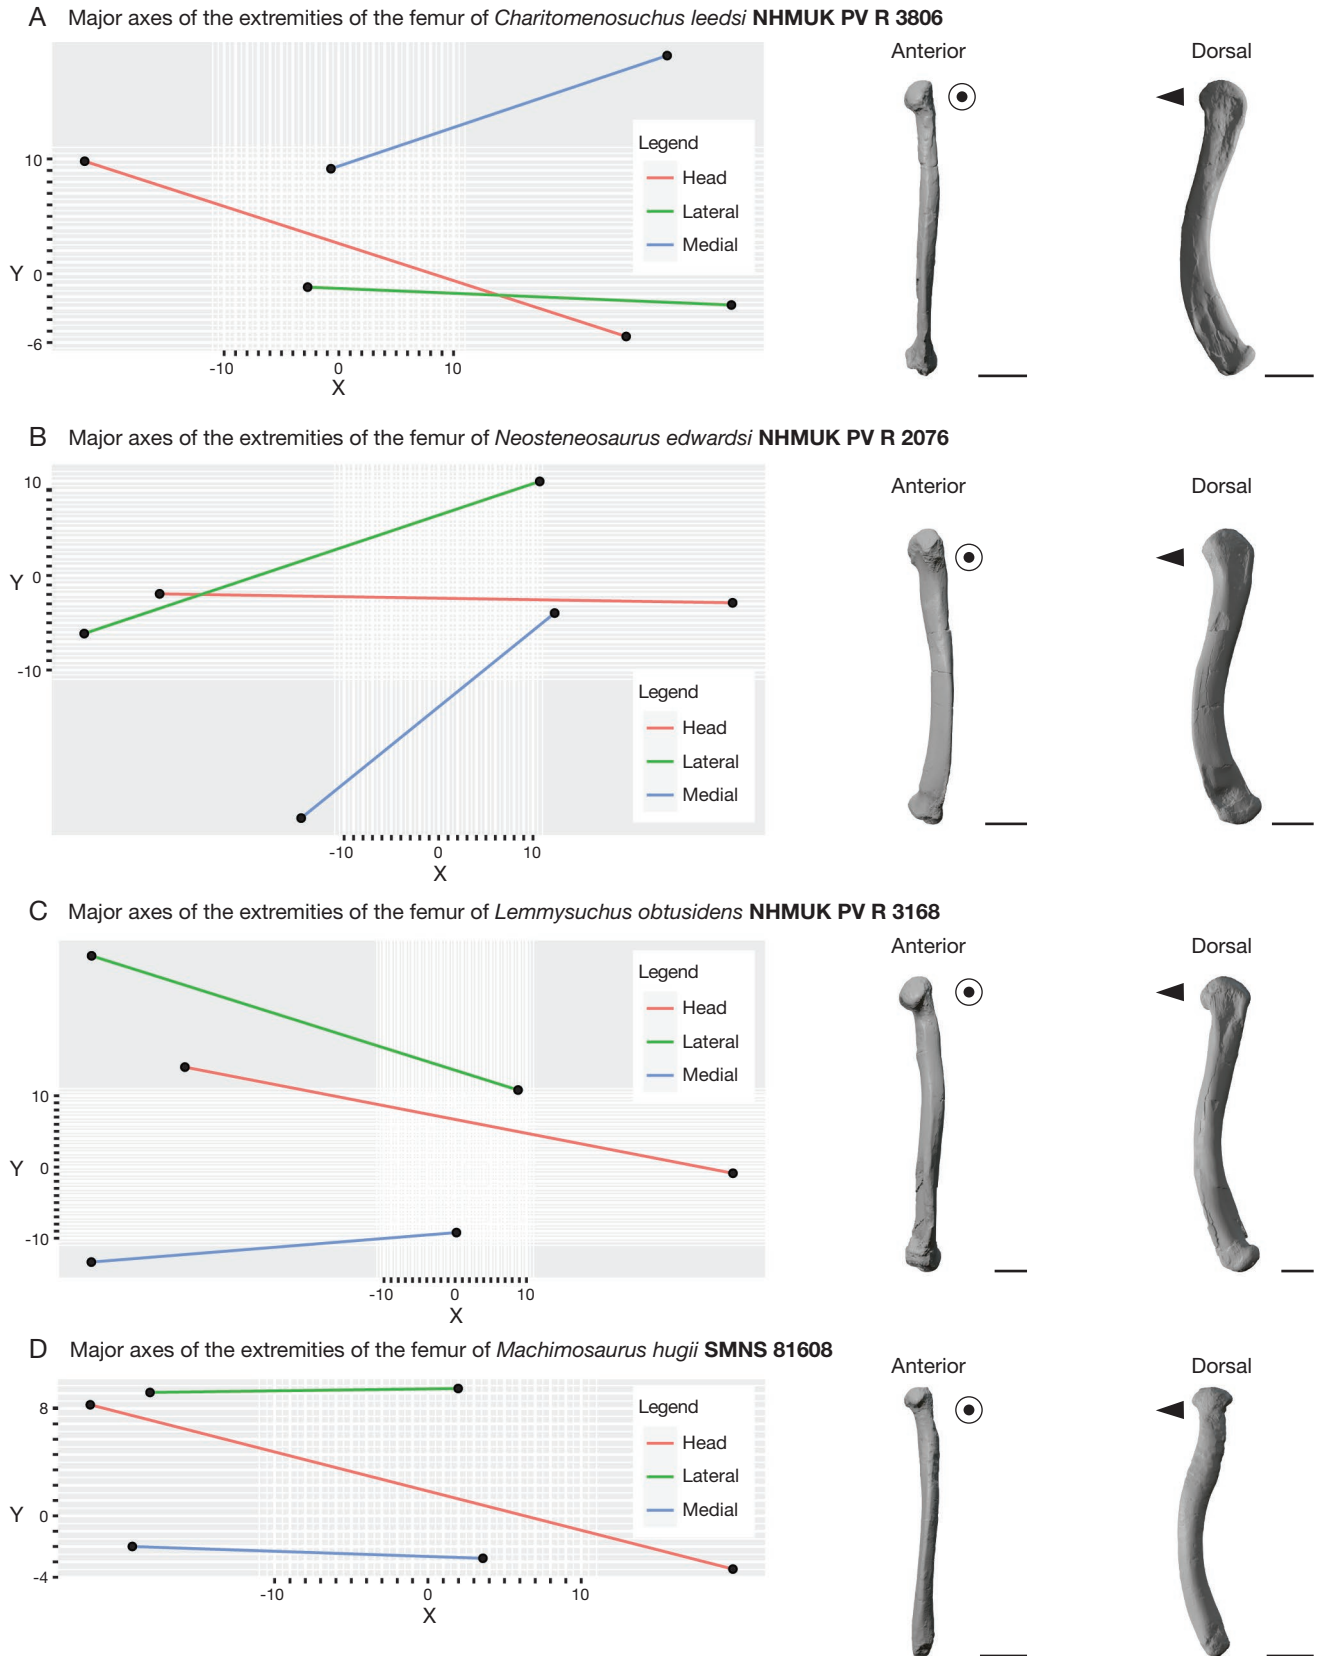 A Major axes of the extremities of the femur of Charitomenosuchus leedsi NHMUK PV R 3806
Anterior
Dorsal
Legend
Head
Lateral
Medial
10
Y 0
-6
-10 0 10
X
B Major axes of the extremities of the femur of Neosteneosaurus edwardsi NHMUK PV R 2076
Anterior
Dorsal
10
Y 0
-10
Legend
Head
Lateral
Medial
-10 0 10
X
C Major axes of the extremities of the femur of Lemmysuchus obtusidens NHMUK PV R 3168
Anterior
Dorsal
Legend
Head
Lateral
Medial
10
Y 0
-10
-10 0 10
X
D Major axes of the extremities of the femur of Machimosaurus hugii SMNS 81608
Anterior
Dorsal
Legend
Head
Lateral
Medial
8
Y 0
-4
-10 0 10
X